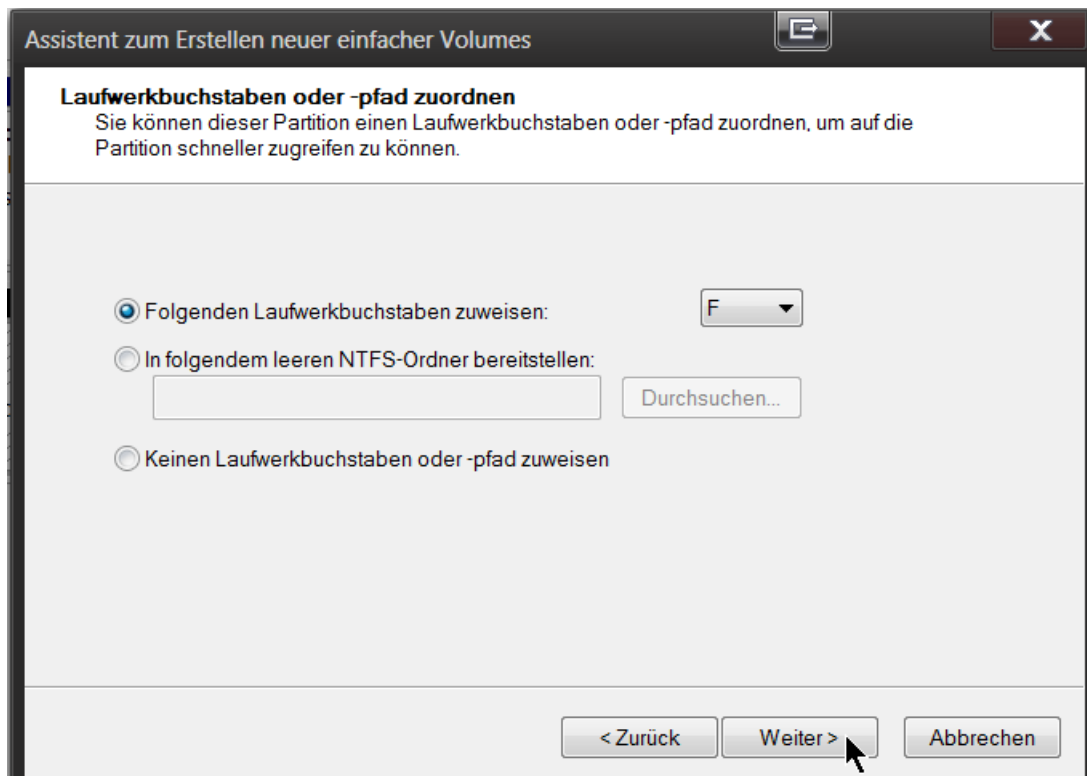 Assistent zum Erstellen neuer einfacher Volumes
X
Laufwerkbuchstaben oder -pfad zuordnen
Sie können dieser Partition einen Laufwerkbuchstaben oder -pfad zuordnen, um auf die
Partition schneller zugreifen zu können.
Folgenden Laufwerkbuchstaben zuweisen: F
In folgendem leeren NTFS-Ordner bereitstellen:
Durchsuchen...
Keinen Laufwerkbuchstaben oder -pfad zuweisen
< Zurück Weiter > Abbrechen